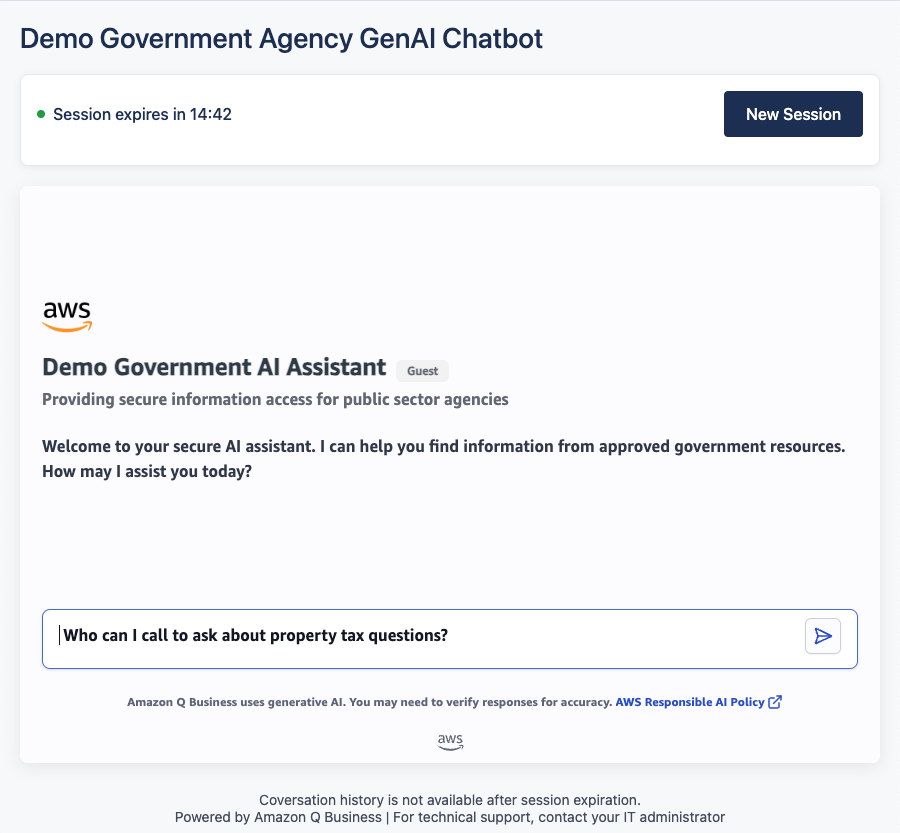 Demo Government Agency GenAI Chatbot
Session expires in 14:42
New Session
aws
Demo Government AI Assistant Guest
Providing secure information access for public sector agencies
Welcome to your secure AI assistant. I can help you find information from approved government resources.
How may I assist you today?
Who can I call to ask about property tax questions?
Amazon Q Business uses generative AI. You may need to verify responses for accuracy. AWS Responsible AI Policy
aws
Coversation history is not available after session expiration.
Powered by Amazon Q Business | For technical support, contact your IT administrator